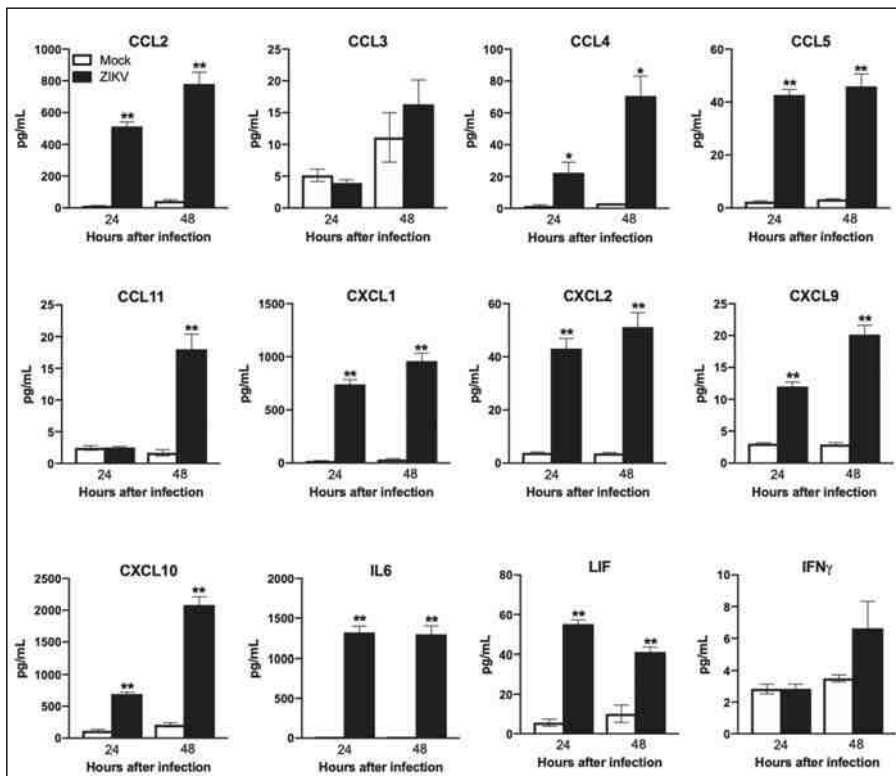 CCL2
1000
800
600
400
200
0
pg/mL
Mock
ZIKV
**
**
24
48
Hours after infection
CCL3
25
20
15
10
5
0
pg/mL
24
48
Hours after infection
CCL4
100
80
60
40
20
0
pg/mL
*
*
24
48
Hours after infection
CCL5
60
40
20
0
pg/mL
**
**
24
48
Hours after infection
CCL11
25
20
15
10
5
0
pg/mL
**
24
48
Hours after infection
CXCL1
1500
1000
500
0
pg/mL
**
**
24
48
Hours after infection
CXCL2
60
40
20
0
pg/mL
**
**
24
48
Hours after infection
CXCL9
25
20
15
10
5
0
pg/mL
**
**
24
48
Hours after infection
CXCL10
2500
2000
1500
1000
500
0
pg/mL
**
**
24
48
Hours after infection
IL6
2000
1500
1000
500
0
pg/mL
**
**
24
48
Hours after infection
LIF
80
60
40
20
0
pg/mL
**
**
24
48
Hours after infection
IFNγ
10
8
6
4
2
0
pg/mL
24
48
Hours after infection